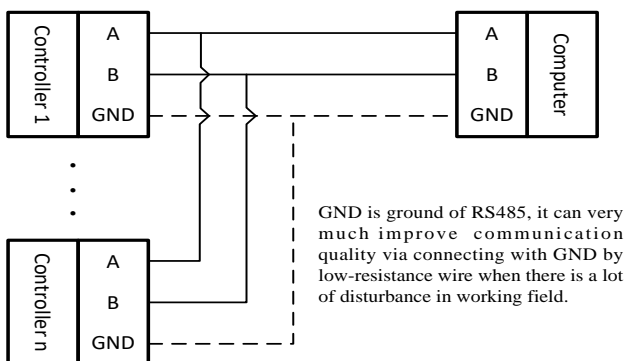 Controller 1
A
B
GND
A
B
GND
Computer
Controller n
A
B
GND
GND is ground of RS485, it can very
much improve communication
quality via connecting with GND by
low-resistance wire when there is a lot
of disturbance in working field.